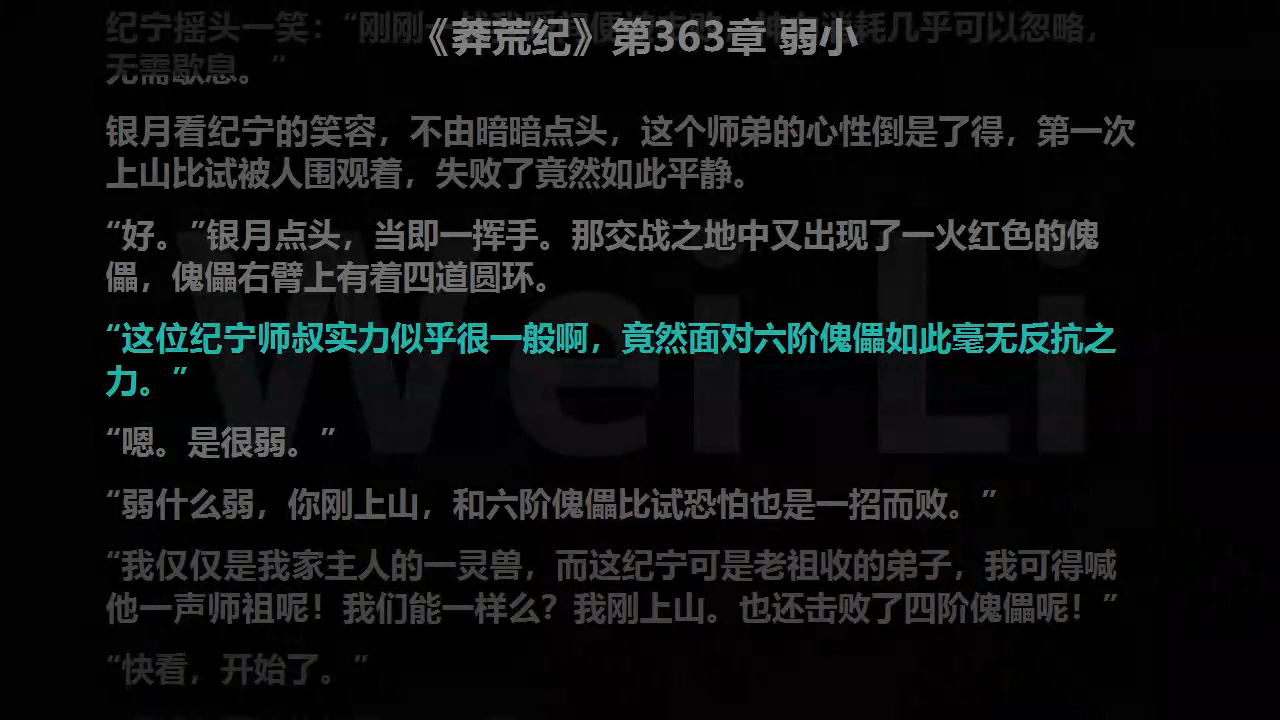 《莽荒纪》第363章 弱小
纪宁摇头一笑：“刚刚一招我
消耗几乎可以忽略，
无需歇息。”
银月看纪宁的笑容，不由暗暗点头，这个师弟的心性倒是了得，第一次
上山比试被人围观着，失败了竟然如此平静。
“好。”银月点头，当即一挥手。那交战之地中又出现了一火红色的傀
儡，傀儡右臂上有着四道圆环。
“这位纪宁师叔实力似乎很一般啊，竟然面对六阶傀儡如此毫无反抗之
力。”
“嗯。是很弱。”
“弱什么弱，你刚上山，和六阶傀儡比试恐怕也是一招而败。”
“我仅仅是我家主人的一灵兽，而这纪宁可是老祖收的弟子，我可得喊
他一声师祖呢！我们能一样么？我刚上山。也还击败了四阶傀儡呢！”
“快看，开始了。”
Wei Li